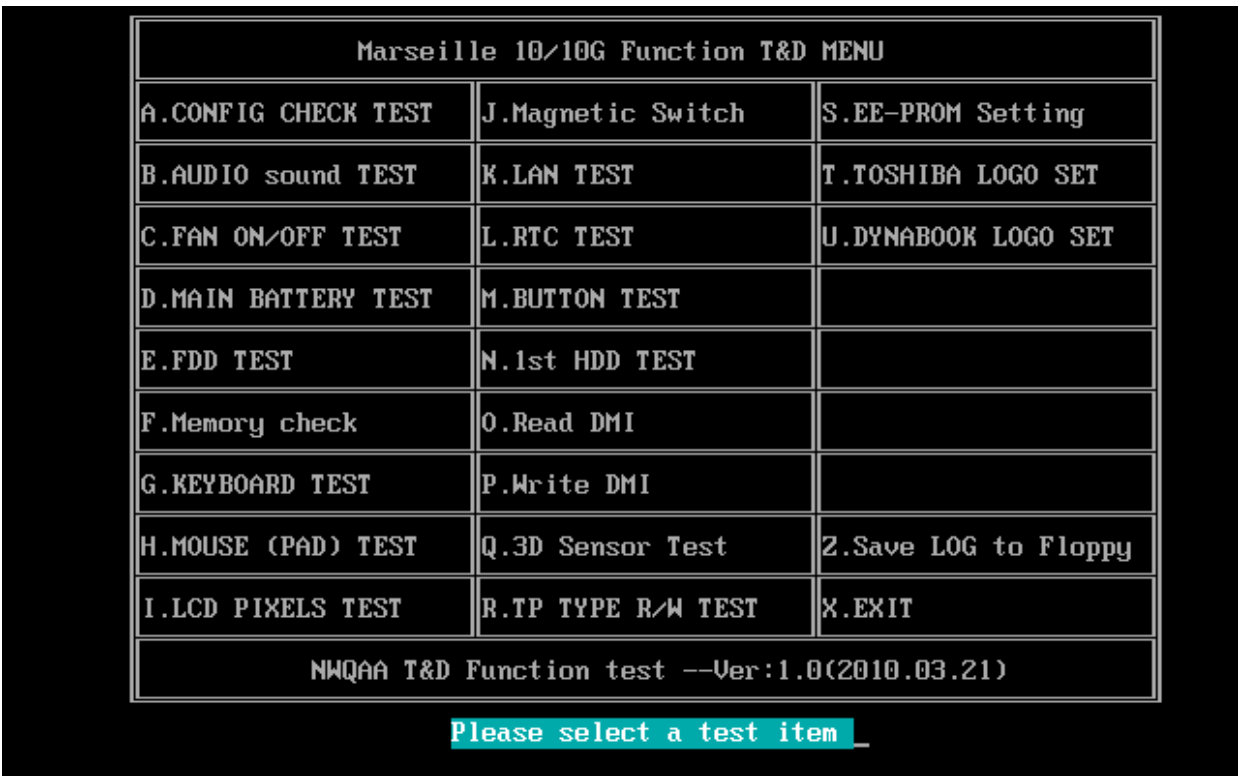 Marseille 10/10G Function T&D MENU
A.CONFIG CHECK TEST J.Magnetic Switch S.EE-PROM Setting
B.AUDIO sound TEST K.LAN TEST T.TOSHIBA LOGO SET
C.FAN ON/OFF TEST L.RTC TEST U.DYNABOOK LOGO SET
D.MAIN BATTERY TEST M.BUTTON TEST
E.FDD TEST N.1st HDD TEST
F.Memory check O.Read DMI
G.KEYBOARD TEST P.Write DMI
H.MOUSE (PAD) TEST Q.3D Sensor Test Z.Save LOG to Floppy
I.LCD PIXELS TEST R.TP TYPE R/W TEST X.EXIT
NWQAA T&D Function test --Ver:1.0(2010.03.21)
Please select a test item _